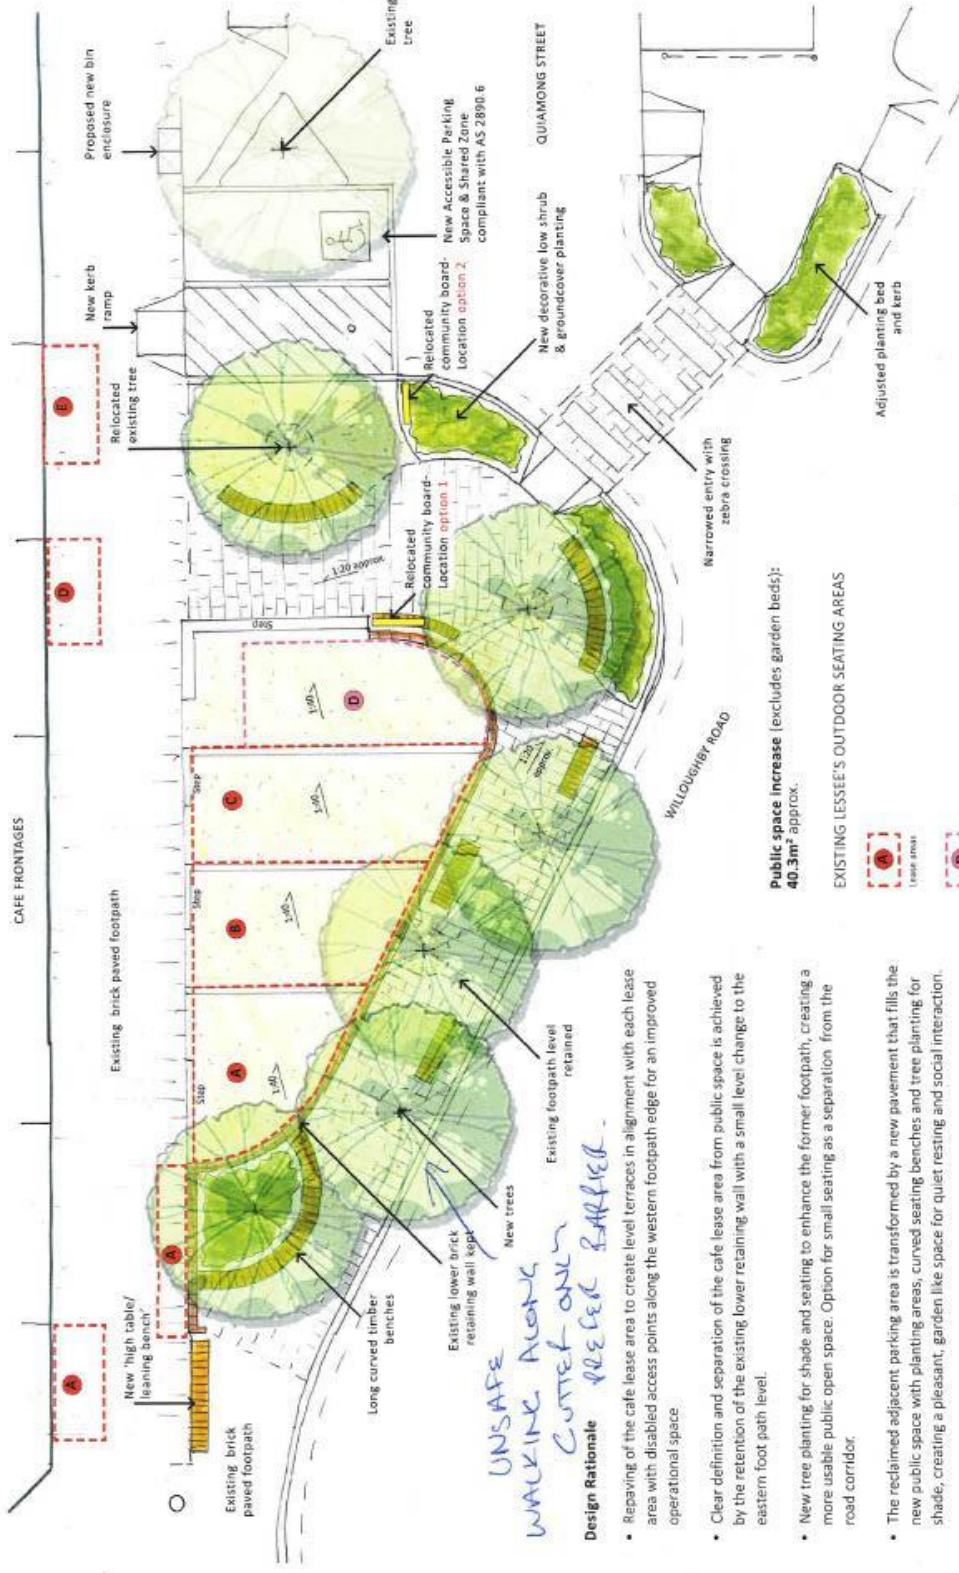 CAFE FRONTAGES
Existing brick paved footpath
New 'high table/
leaning bench'
Existing brick
paved footpath
A
A
A
B
C
D
D
E
Step
Step
Step
Step
1:40
1:40
1:40
1:40
Relocated
existing tree
New kerb
ramp
Proposed new bin
enclosure
Existing
tree
New Accessible Parking
Space & Shared Zone
compliant with AS 2890.6
QUIAMONG STREET
Relocated
community board-
Location option 2
New decorative low shrub
& groundcover planting
Relocated
community board-
Location option 1
1:20 approx
1:20
approx.
Narrowed entry with
zebra crossing
Adjusted planting bed
and kerb
WILLOUGHBY ROAD
Long curved timber
benches
Existing lower brick
retaining wall kept
New trees
Existing footpath level
retained
UNSAFE
WALKING ALONG
GUTTER ONLY
PREFER BARRIER.
Design Rationale
• Repaving of the cafe lease area to create level terraces in alignment with each lease
area with disabled access points along the western footpath edge for an improved
operational space
• Clear definition and separation of the cafe lease area from public space is achieved
by the retention of the existing lower retaining wall with a small level change to the
eastern foot path level.
• New tree planting for shade and seating to enhance the former footpath, creating a
more usable public open space. Option for small seating as a separation from the
road corridor.
• The reclaimed adjacent parking area is transformed by a new pavement that fills the
new public space with planting areas, curved seating benches and tree planting for
shade, creating a pleasant, garden like space for quiet resting and social interaction.
Public space increase (excludes garden beds):
40.3m² approx.
EXISTING LESSEE'S OUTDOOR SEATING AREAS
A
Lease areas